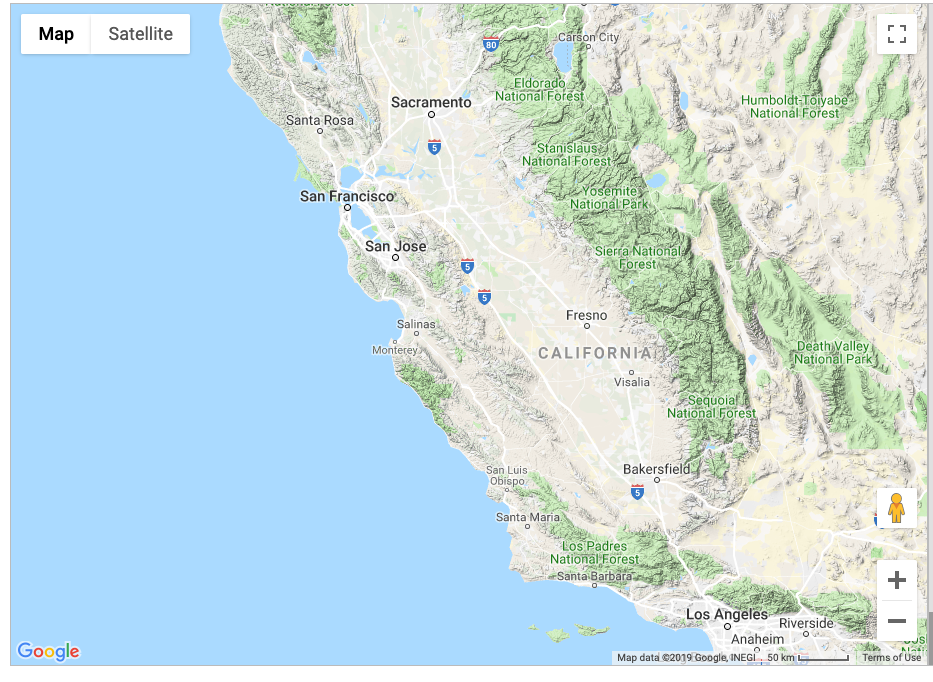 National Forest
Map
Satellite
80
Carson City
Eldorado
National Forest
Humboldt-Toiyabe
National Forest
Sacramento
Santa Rosa
5
Stanislaus
National Forest
Yosemite
National Park
San Francisco
San Jose
Sierra National
Forest
5
5
Fresno
Salinas
Monterey
CALIFORNIA
Death Valley
National Park
Visalia
Sequoia
National Forest
San Luis
Obispo
Bakersfield
5
Santa Maria
Los Padres
National Forest
Santa Barbara
Los Angeles
Riverside
Anaheim
Google
Map data ©2019 Google, INEGI
50 km
Terms of Use